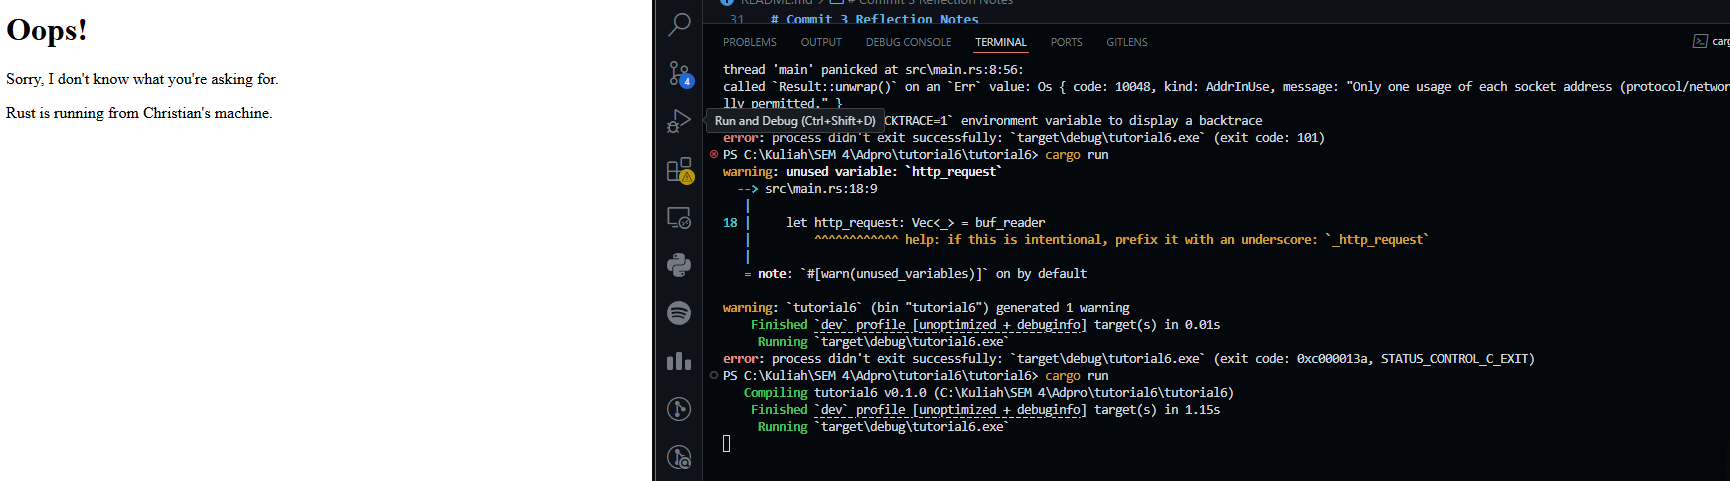 Oops!
Sorry, I don't know what you're asking for.
Rust is running from Christian's machine.
README.md > Commit 3 Reflection Notes
31 # Commit 3 Reflection Notes
PROBLEMS OUTPUT DEBUG CONSOLE TERMINAL PORTS GITLENS
thread 'main' panicked at src\main.rs:8:56:
called `Result::unwrap()` on an `Err` value: Os { code: 10048, kind: AddrInUse, message: "Only one usage of each socket address (protocol/networ
lly permitted." }
CKTRACE=1` environment variable to display a backtrace
Run and Debug (Ctrl+Shift+D)
error: process didn't exit successfully: `target\debug\tutorial6.exe` (exit code: 101)
PS C:\Kuliah\SEM 4\Adpro\tutorial6\tutorial6> cargo run
warning: unused variable: `http_request`
--> src\main.rs:18:9
|
18 | let http_request: Vec<_> = buf_reader
| ^^^^^^^^^^^^ help: if this is intentional, prefix it with an underscore: `_http_request`
|
= note: `#[warn(unused_variables)]` on by default
warning: `tutorial6` (bin "tutorial6") generated 1 warning
Finished `dev` profile [unoptimized + debuginfo] target(s) in 0.01s
Running `target\debug\tutorial6.exe`
error: process didn't exit successfully: `target\debug\tutorial6.exe` (exit code: 0xc000013a, STATUS_CONTROL_C_EXIT)
PS C:\Kuliah\SEM 4\Adpro\tutorial6\tutorial6> cargo run
Compiling tutorial6 v0.1.0 (C:\Kuliah\SEM 4\Adpro\tutorial6\tutorial6)
Finished `dev` profile [unoptimized + debuginfo] target(s) in 1.15s
Running `target\debug\tutorial6.exe`
4